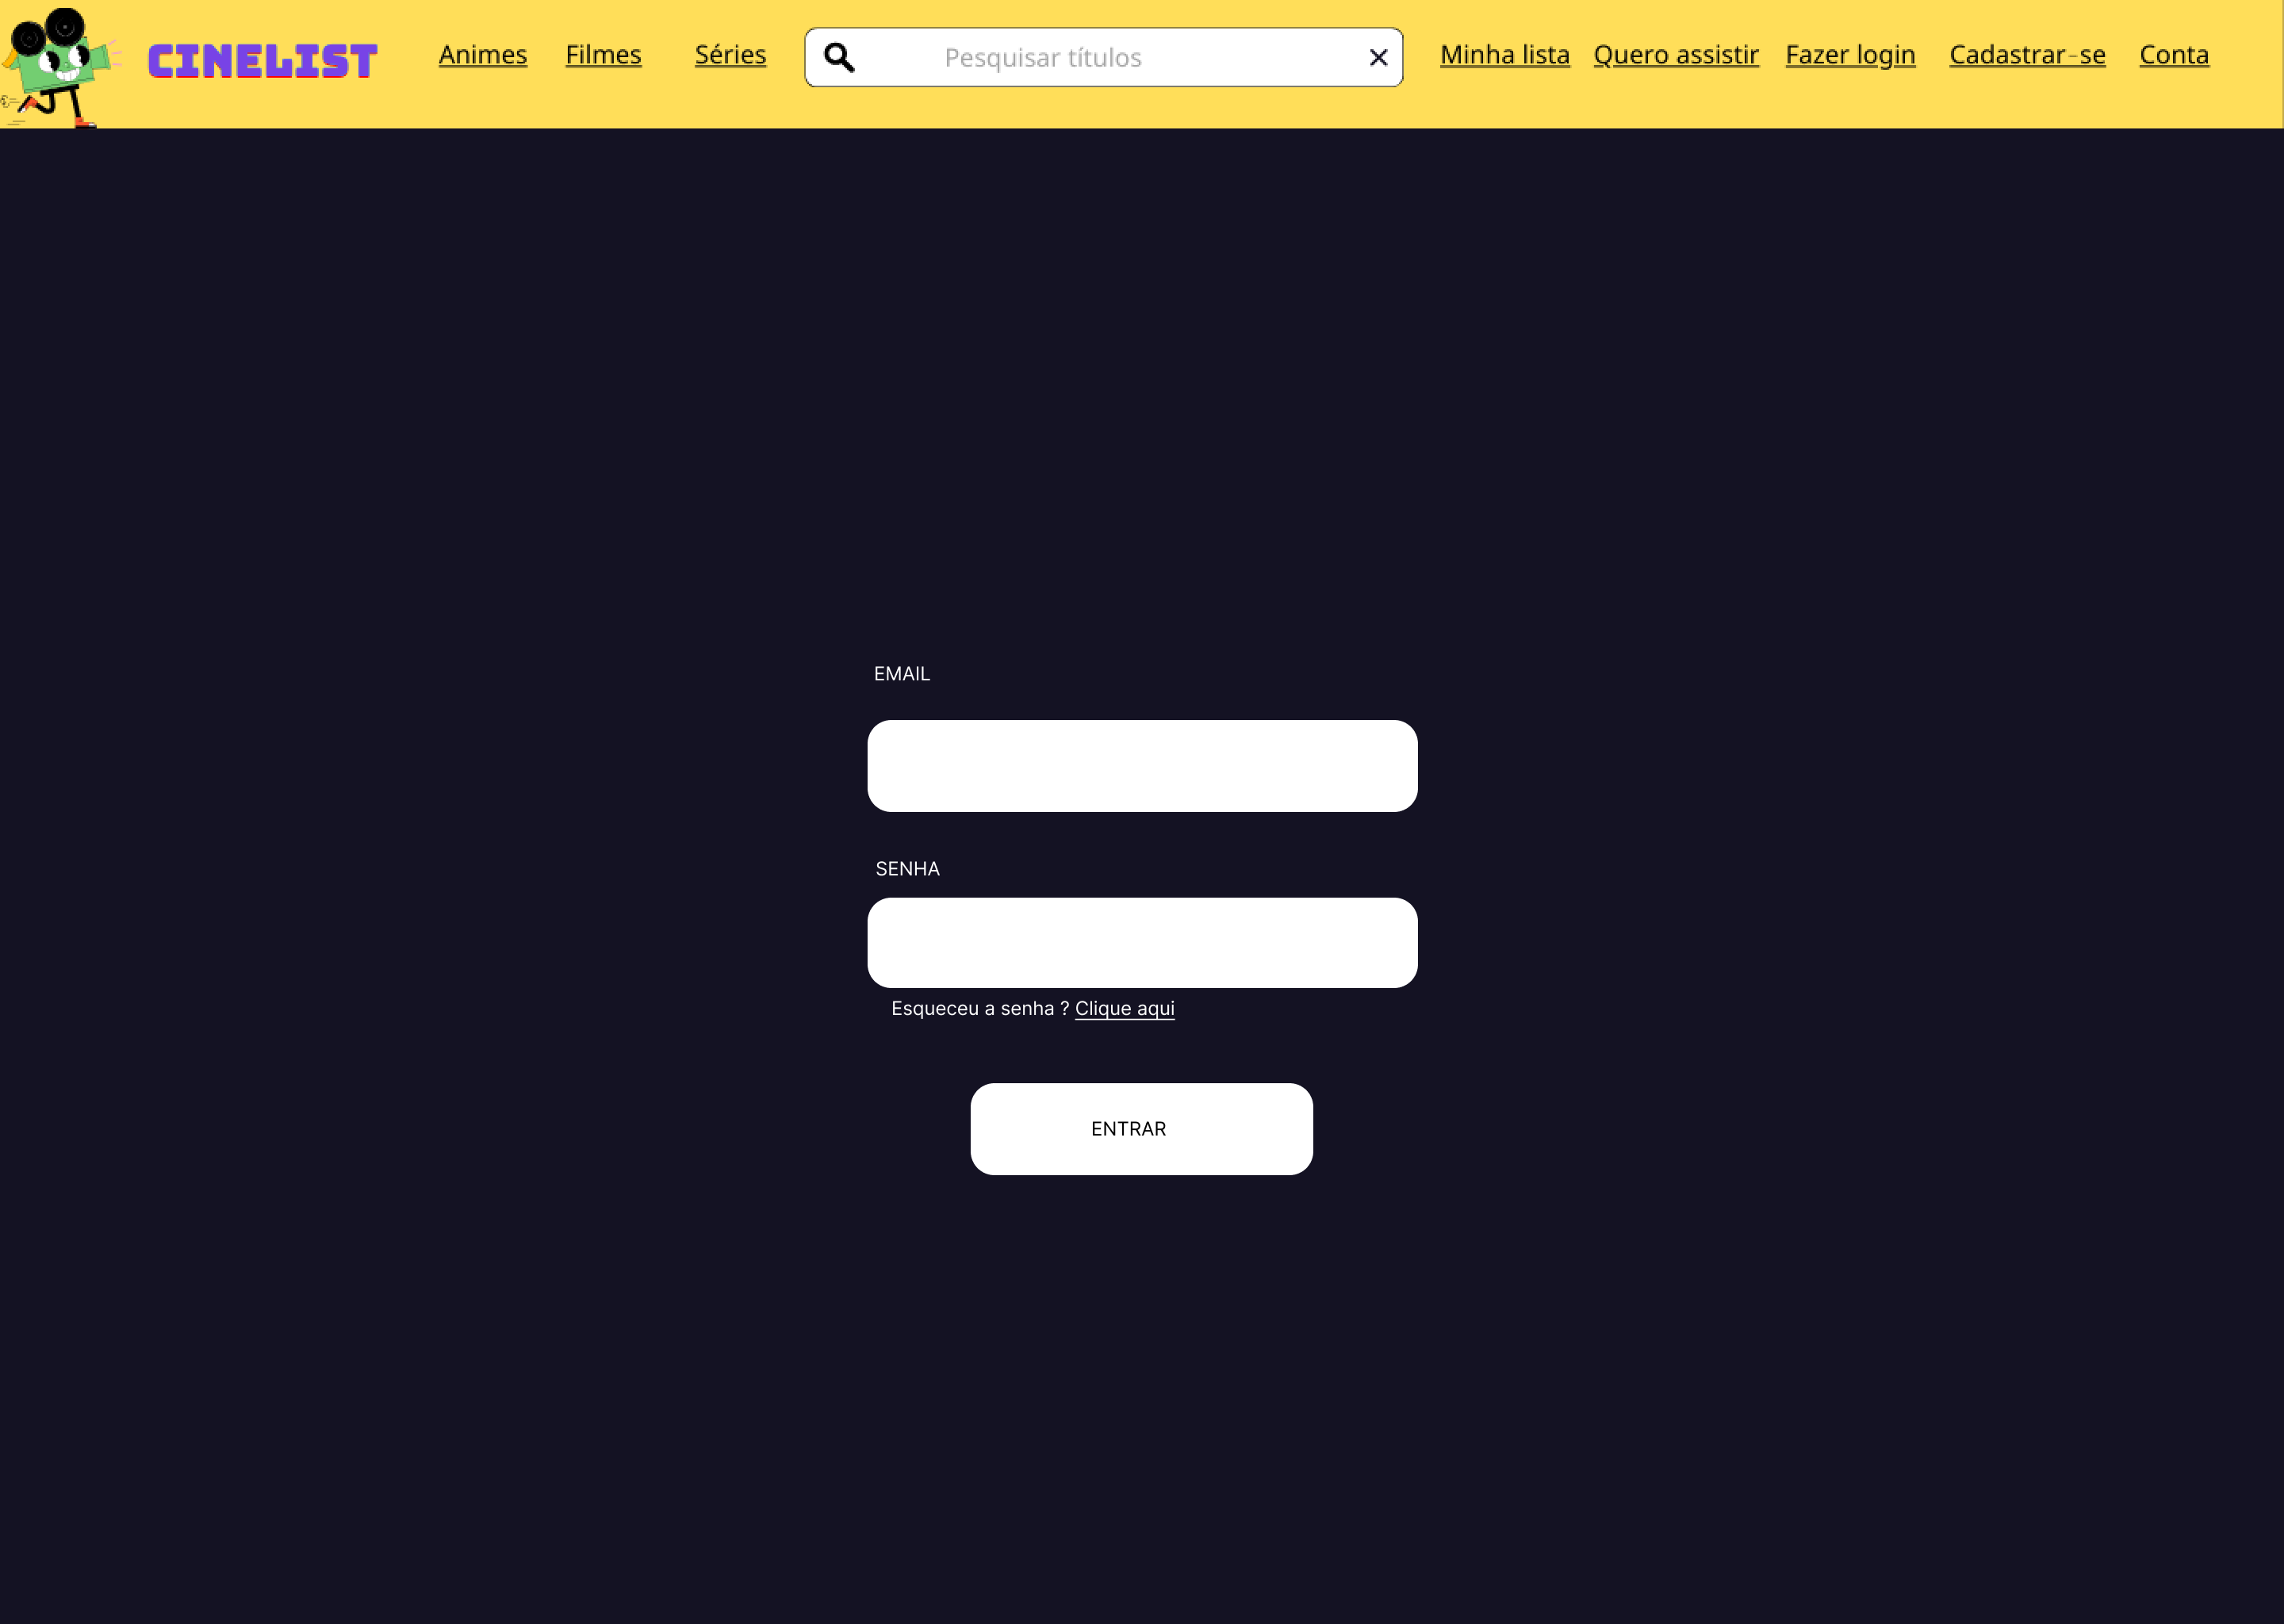 CINELIST Animes Filmes Séries Pesquisar títulos Minha lista Quero assistir Fazer login Cadastrar-se Conta
EMAIL
SENHA
Esqueceu a senha ? Clique aqui
ENTRAR